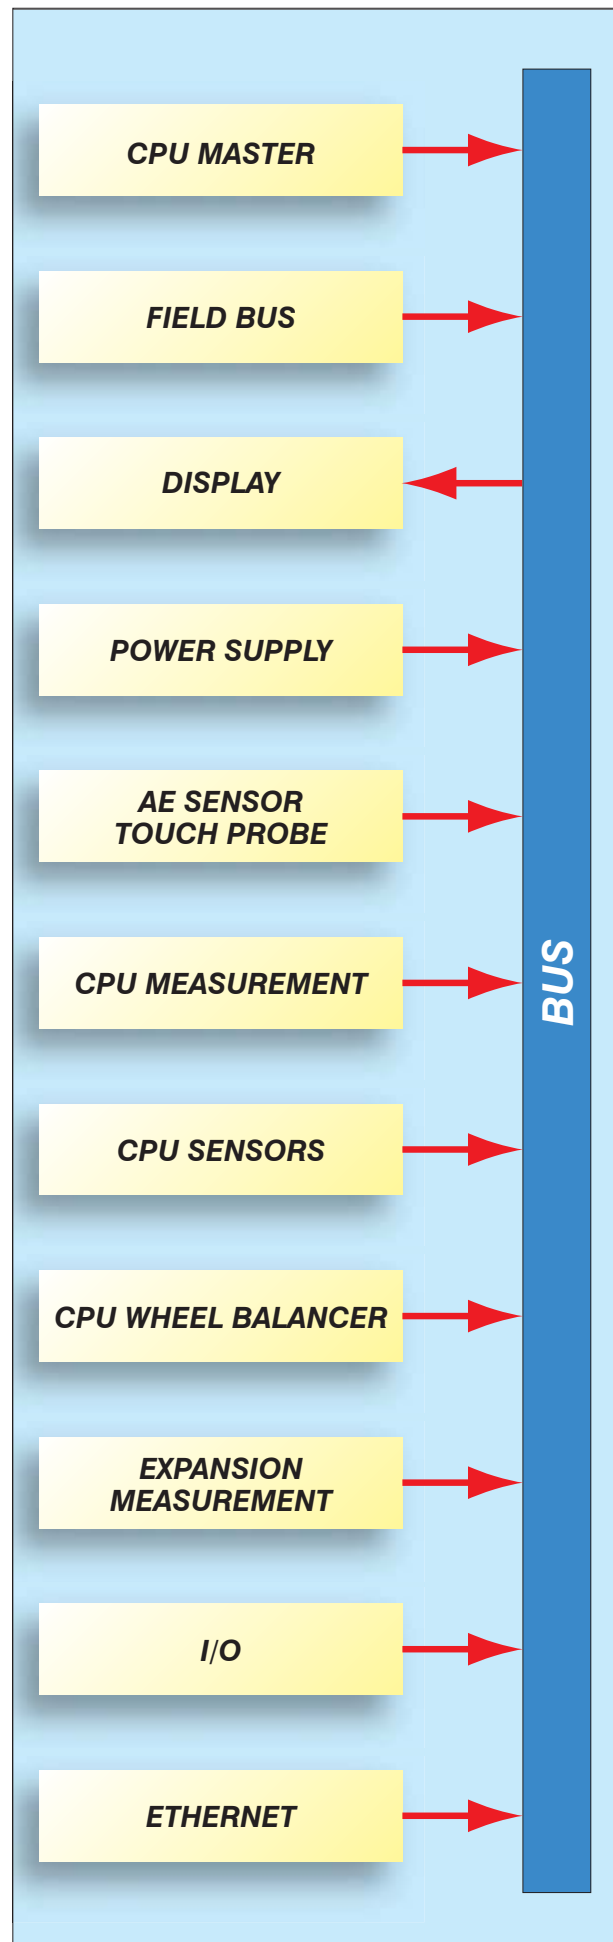 CPU MASTER
FIELD BUS
DISPLAY
POWER SUPPLY
AE SENSOR
TOUCH PROBE
CPU MEASUREMENT
CPU SENSORS
CPU WHEEL BALANCER
EXPANSION
MEASUREMENT
I/O
ETHERNET
BUS